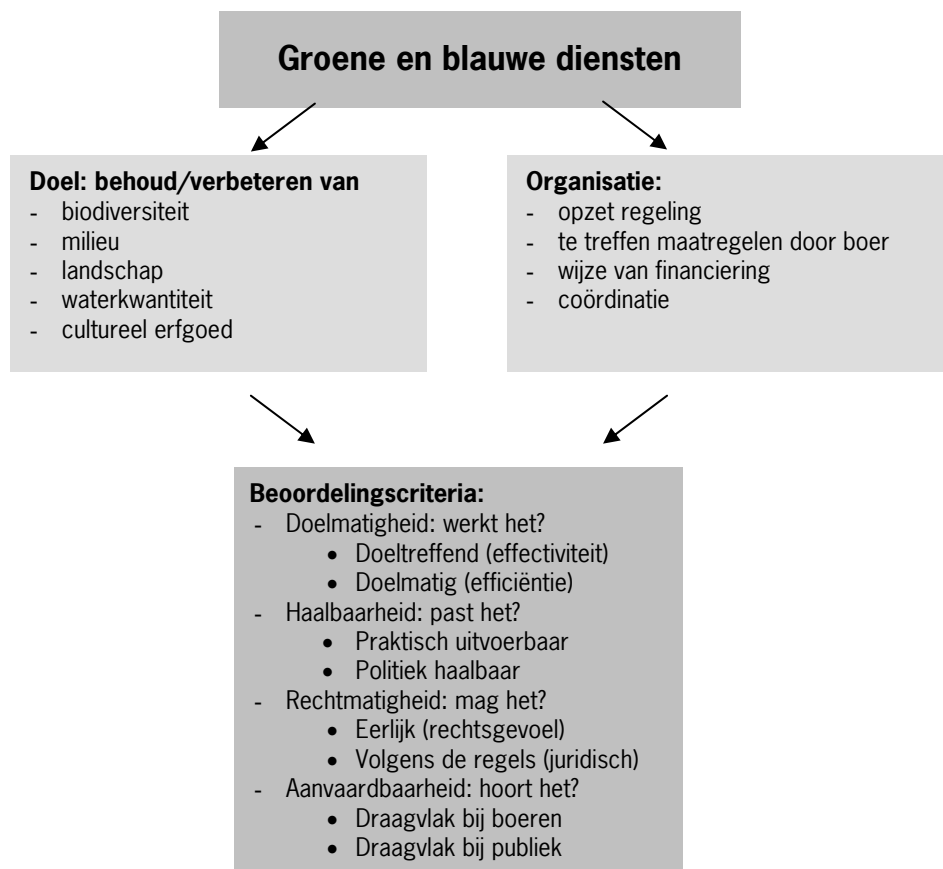 Groene en blauwe diensten
Doel: behoud/verbeteren van
- biodiversiteit
- milieu
- landschap
- waterkwantiteit
- cultureel erfgoed
Organisatie:
- opzet regeling
- te treffen maatregelen door boer
- wijze van financiering
- coördinatie
Beoordelingscriteria:
- Doelmatigheid: werkt het?
• Doeltreffend (effectiviteit)
• Doelmatig (efficiëntie)
- Haalbaarheid: past het?
• Praktisch uitvoerbaar
• Politiek haalbaar
- Rechtmatigheid: mag het?
• Eerlijk (rechtsgevoel)
• Volgens de regels (juridisch)
- Aanvaardbaarheid: hoort het?
• Draagvlak bij boeren
• Draagvlak bij publiek